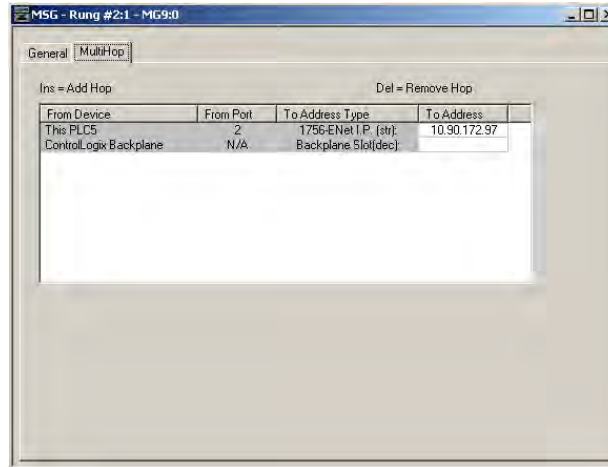 MSG - Rung #2:1 - MG9:0
General MultiHop
Ins = Add Hop Del = Remove Hop
From Device From Port To Address Type To Address
This PLC5 2 1756-ENet I.P. (str): 10.90.172.97
ControlLogix Backplane N/A Backplane Slot(dec):